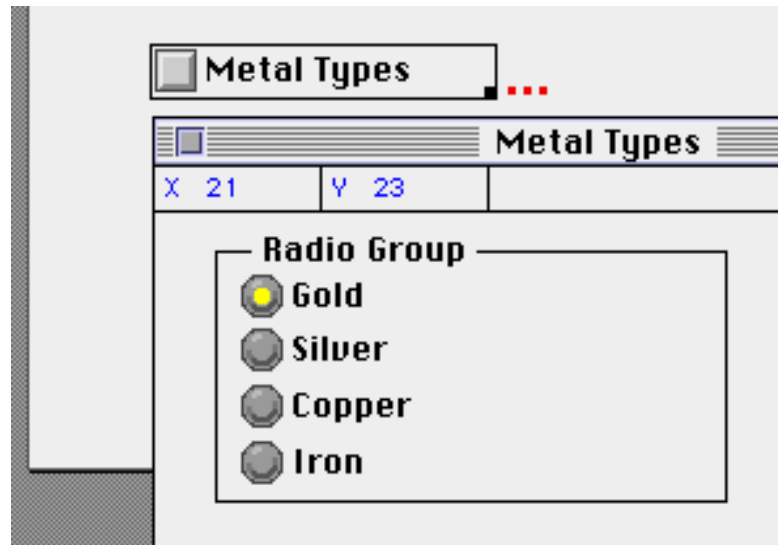 Metal Types
Metal Types
X 21 Y 23
Radio Group
Gold
Silver
Copper
Iron